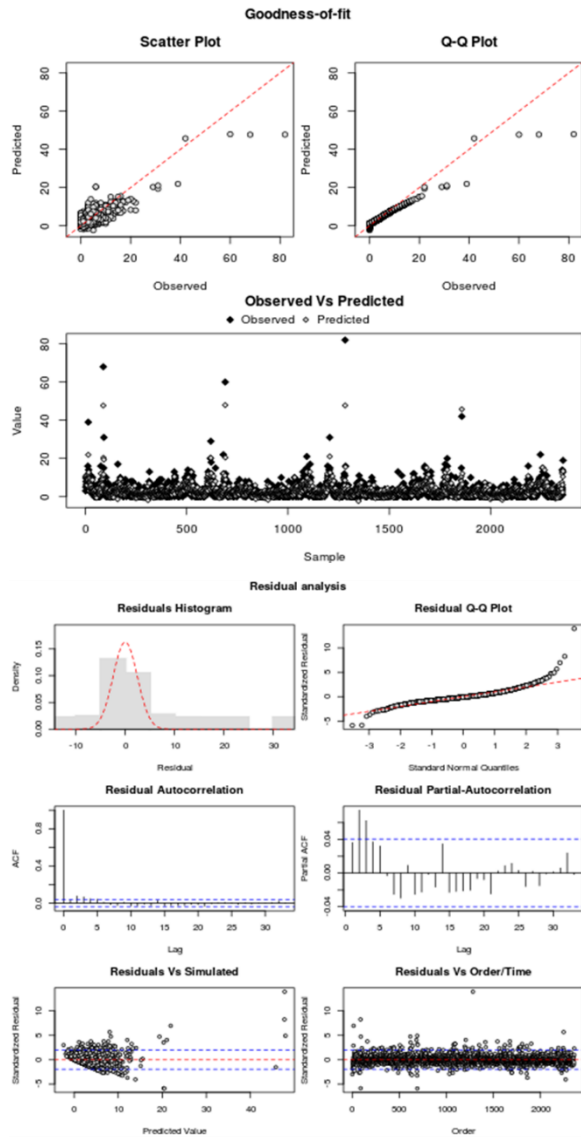 Goodness-of-fit
Scatter Plot
Q-Q Plot
80
60
40
20
0
Predicted
0 20 40 60 80
Observed
80
60
40
20
0
Predicted
0 20 40 60 80
Observed
Observed Vs Predicted
Observed Predicted
80
60
40
20
0
Value
0 500 1000 1500 2000
Sample
Residual analysis
Residuals Histogram
Residual Q-Q Plot
0.15
0.10
0.05
0.00
Density
-10 0 10 20 30
Residual
10
5
0
-5
Standardized Residual
-3 -2 -1 0 1 2 3
Standard Normal Quantiles
Residual Autocorrelation
Residual Partial-Autocorrelation
0.8
0.4
0.0
ACF
0 5 10 15 20 25 30
Lag
0.04
0.00
-0.04
Partial ACF
0 5 10 15 20 25 30
Lag
Residuals Vs Simulated
Residuals Vs Order/Time
10
5
0
-5
Standardized Residual
0 10 20 30 40
Predicted Value
10
5
0
-5
Standardized Residual
0 500 1000 1500 2000
Order